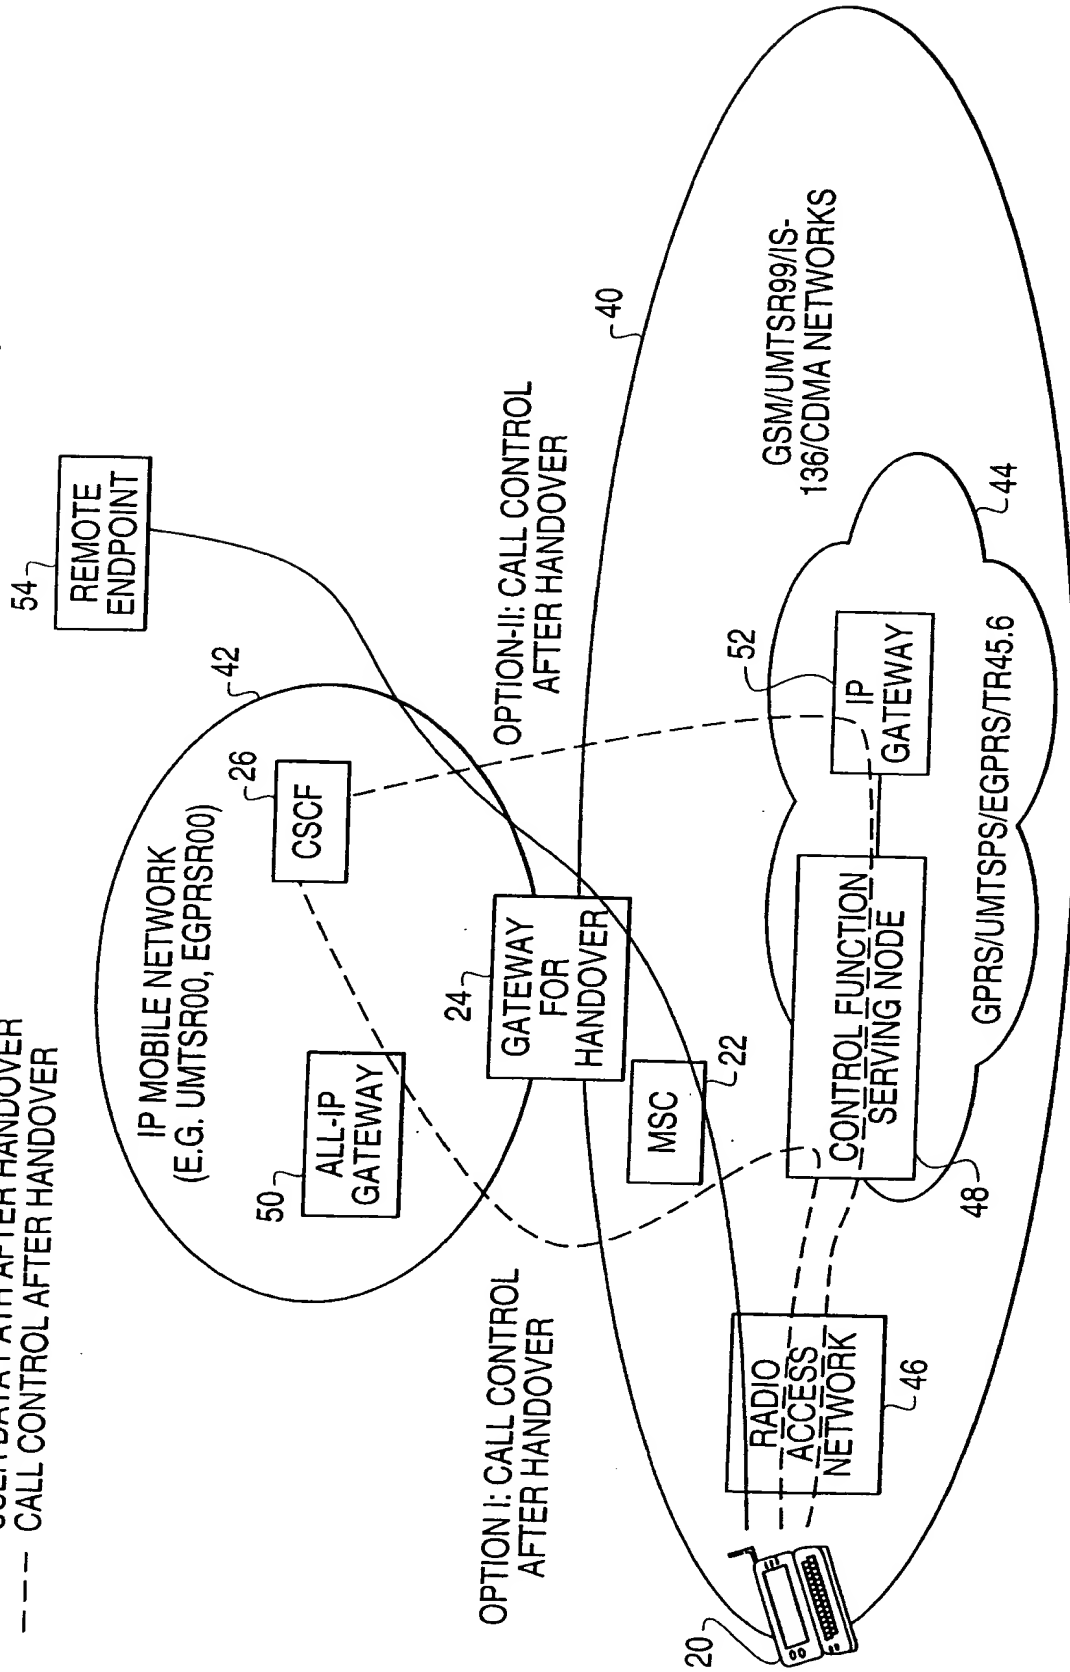 USER DATA PATH AFTER HANDOVER
--- CALL CONTROL AFTER HANDOVER
54
REMOTE
ENDPOINT
42
IP MOBILE NETWORK
(E.G. UMTSR00, EGPRSR00)
26
CSCF
50
ALL-IP
GATEWAY
OPTION I: CALL CONTROL
AFTER HANDOVER
24
GATEWAY
FOR
HANDOVER
OPTION-II: CALL CONTROL
AFTER HANDOVER
40
MSC
22
GSM/UMTSR99/IS-
136/CDMA NETWORKS
20
RADIO
ACCESS
NETWORK
46
CONTROL FUNCTION
SERVING NODE
48
52
IP
GATEWAY
44
GPRS/UMTSPS/EGPRS/TR45.6